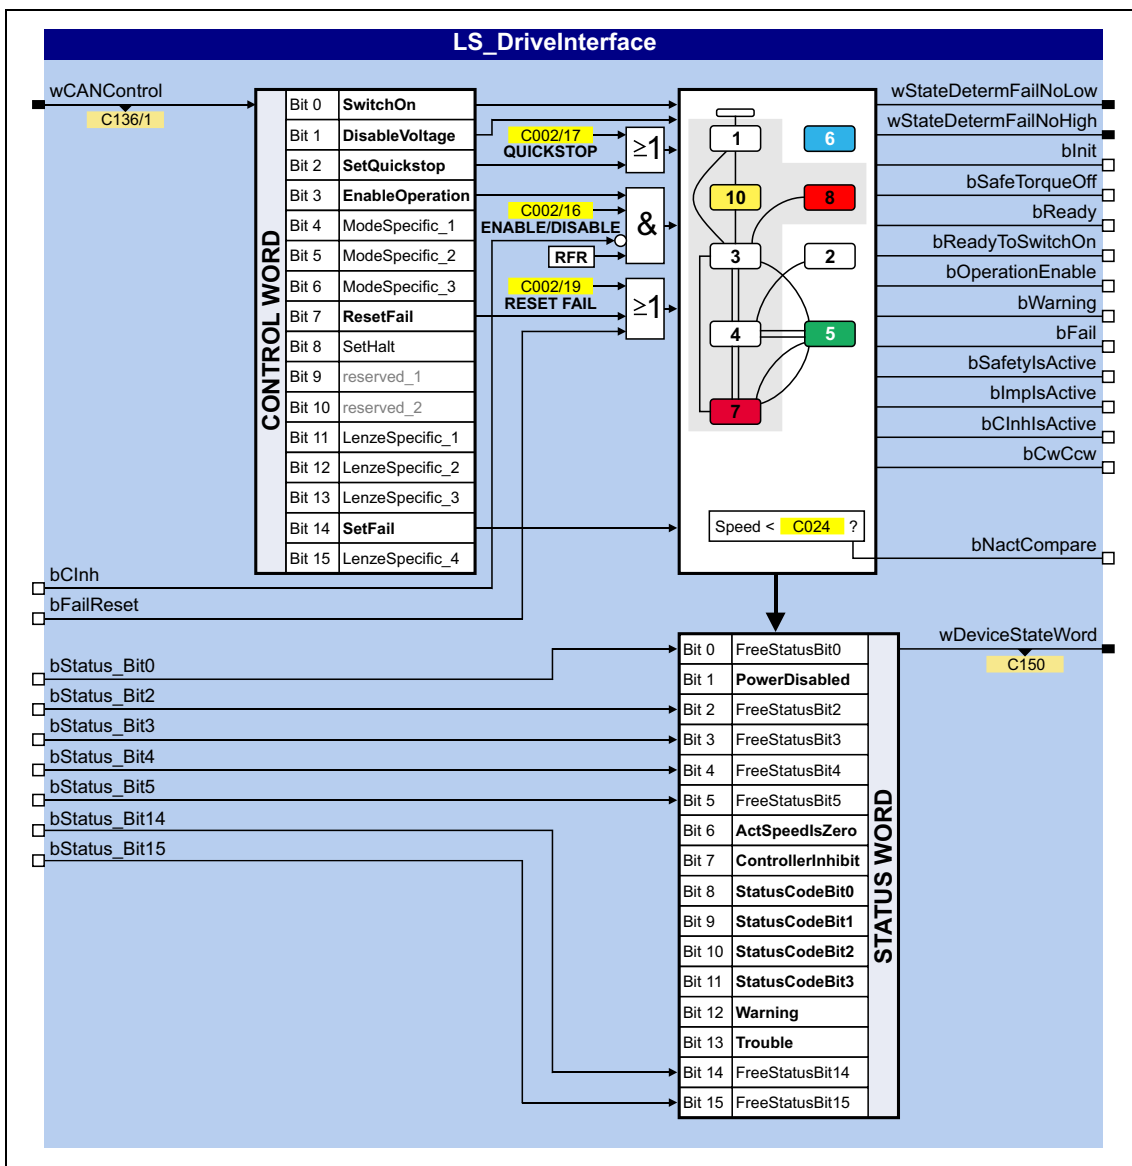 LS_DriveInterface
wCANControl
C136/1
CONTROL WORD
Bit 0 SwitchOn
Bit 1 DisableVoltage
Bit 2 SetQuickstop
Bit 3 EnableOperation
Bit 4 ModeSpecific_1
Bit 5 ModeSpecific_2
Bit 6 ModeSpecific_3
Bit 7 ResetFail
Bit 8 SetHalt
Bit 9 reserved_1
Bit 10 reserved_2
Bit 11 LenzeSpecific_1
Bit 12 LenzeSpecific_2
Bit 13 LenzeSpecific_3
Bit 14 SetFail
Bit 15 LenzeSpecific_4
C002/17
QUICKSTOP
≥1
C002/16
ENABLE/DISABLE
&
RFR
C002/19
RESET FAIL
≥1
1
6
10
8
3
2
4
5
7
Speed < C024 ?
wStateDetermFailNoLow
wStateDetermFailNoHigh
bInit
bSafeTorqueOff
bReady
bReadyToSwitchOn
bOperationEnable
bWarning
bFail
bSafetyIsActive
bImpIsActive
bCInhIsActive
bCwCcw
bNactCompare
bCInh
bFailReset
bStatus_Bit0
bStatus_Bit2
bStatus_Bit3
bStatus_Bit4
bStatus_Bit5
bStatus_Bit14
bStatus_Bit15
Bit 0 FreeStatusBit0
Bit 1 PowerDisabled
Bit 2 FreeStatusBit2
Bit 3 FreeStatusBit3
Bit 4 FreeStatusBit4
Bit 5 FreeStatusBit5
Bit 6 ActSpeedIsZero
Bit 7 ControllerInhibit
Bit 8 StatusCodeBit0
Bit 9 StatusCodeBit1
Bit 10 StatusCodeBit2
Bit 11 StatusCodeBit3
Bit 12 Warning
Bit 13 Trouble
Bit 14 FreeStatusBit14
Bit 15 FreeStatusBit15
STATUS WORD
wDeviceStateWord
C150